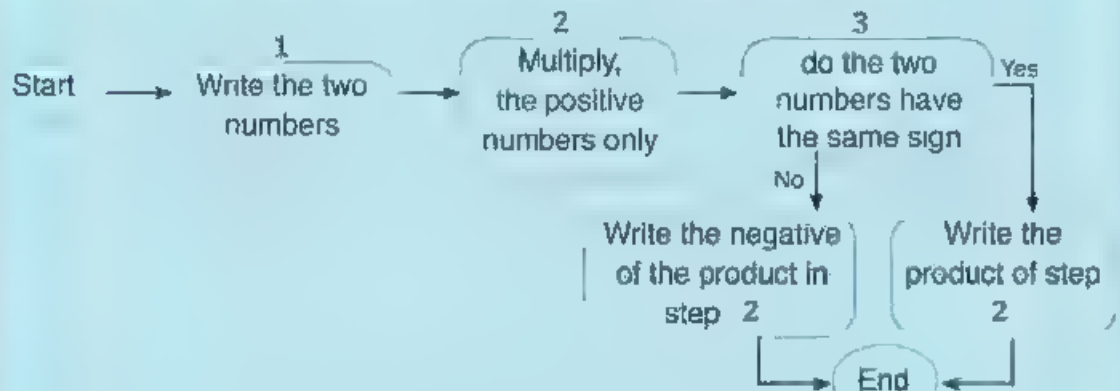 1
Start
Write the two
numbers
2
Multiply,
the positive
numbers only
3
do the two
numbers have
the same sign
Yes
No
Write the negative
of the product in
step 2
Write the
product of step
2
End